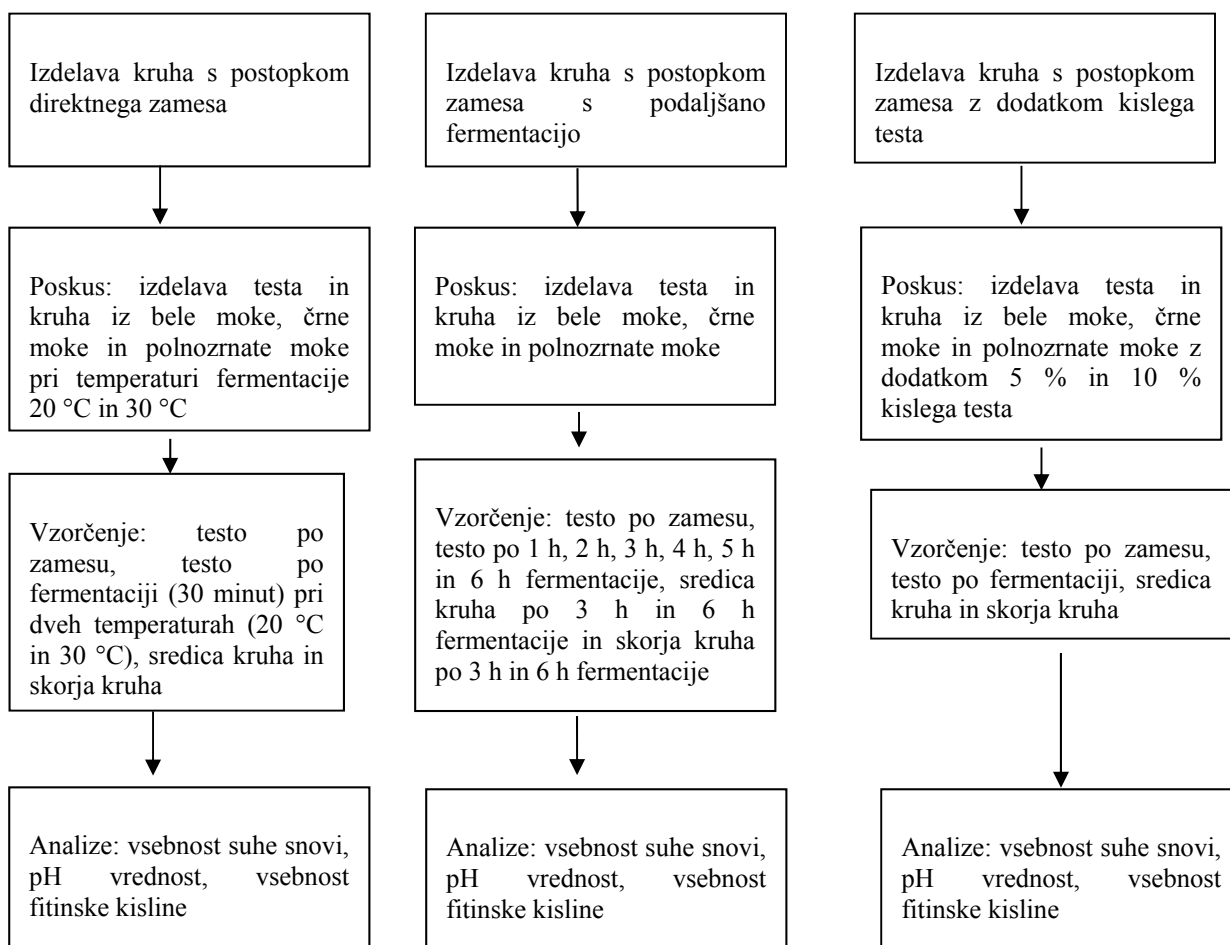 Izdelava kruha s postopkom
direktnega zamesa
Poskus: izdelava testa in
kruha iz bele moke, črne
moke in polnozrnate moke
pri temperaturi fermentacije
20 °C in 30 °C
Vzorčenje: testo po
zamesu, testo po
fermentaciji (30 minut) pri
dveh temperaturah (20 °C
in 30 °C), sredica kruha in
skorja kruha
Analize: vsebnost suhe snovi,
pH vrednost, vsebnost
fitinske kisline
Izdelava kruha s postopkom
zamesa s podaljšano
fermentacijo
Poskus: izdelava testa in
kruha iz bele moke, črne
moke in polnozrnate moke
Vzorčenje: testo po zamesu,
testo po 1 h, 2 h, 3 h, 4 h, 5 h
in 6 h fermentacije, sredica
kruha po 3 h in 6 h
fermentacije in skorja kruha
po 3 h in 6 h fermentacije
Analize: vsebnost suhe snovi,
pH vrednost, vsebnost
fitinske kisline
Izdelava kruha s postopkom
zamesa z dodatkom kislega
testa
Poskus: izdelava testa in
kruha iz bele moke, črne
moke in polnozrnate moke z
dodatkom 5 % in 10 %
kislega testa
Vzorčenje: testo po zamesu,
testo po fermentaciji, sredica
kruha in skorja kruha
Analize: vsebnost suhe snovi,
pH vrednost, vsebnost
fitinske kisline